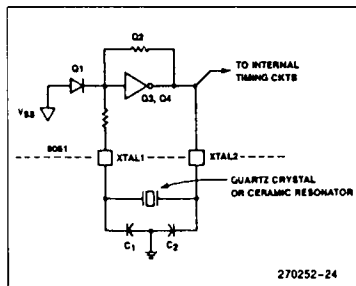 Q2
Q1
TO INTERNAL
TIMING CKTS
Q3, Q4
VSS
8051
XTAL1
XTAL2
QUARTZ CRYSTAL
OR CERAMIC RESONATOR
C1
C2
270252-24